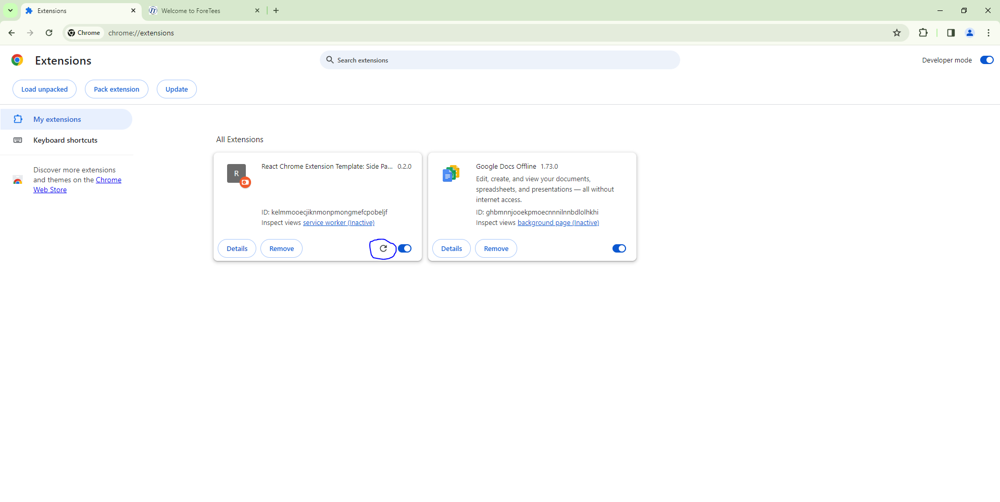 Extensions
Welcome to ForeTees
Chrome
chrome://extensions
Extensions
Search extensions
Developer mode
Load unpacked
Pack extension
Update
My extensions
Keyboard shortcuts
Discover more extensions
and themes on the Chrome
Web Store
All Extensions
R
React Chrome Extension Template: Side Pa... 0.2.0
ID: kelmmooecjiknmonpmongmefcpobeljf
Inspect views service worker (Inactive)
Details
Remove
Google Docs Offline 1.73.0
Edit, create, and view your documents,
spreadsheets, and presentations — all without
internet access.
ID: ghbmnnjooekpmoecnnnilnnbdlolhkhi
Inspect views background page (Inactive)
Details
Remove